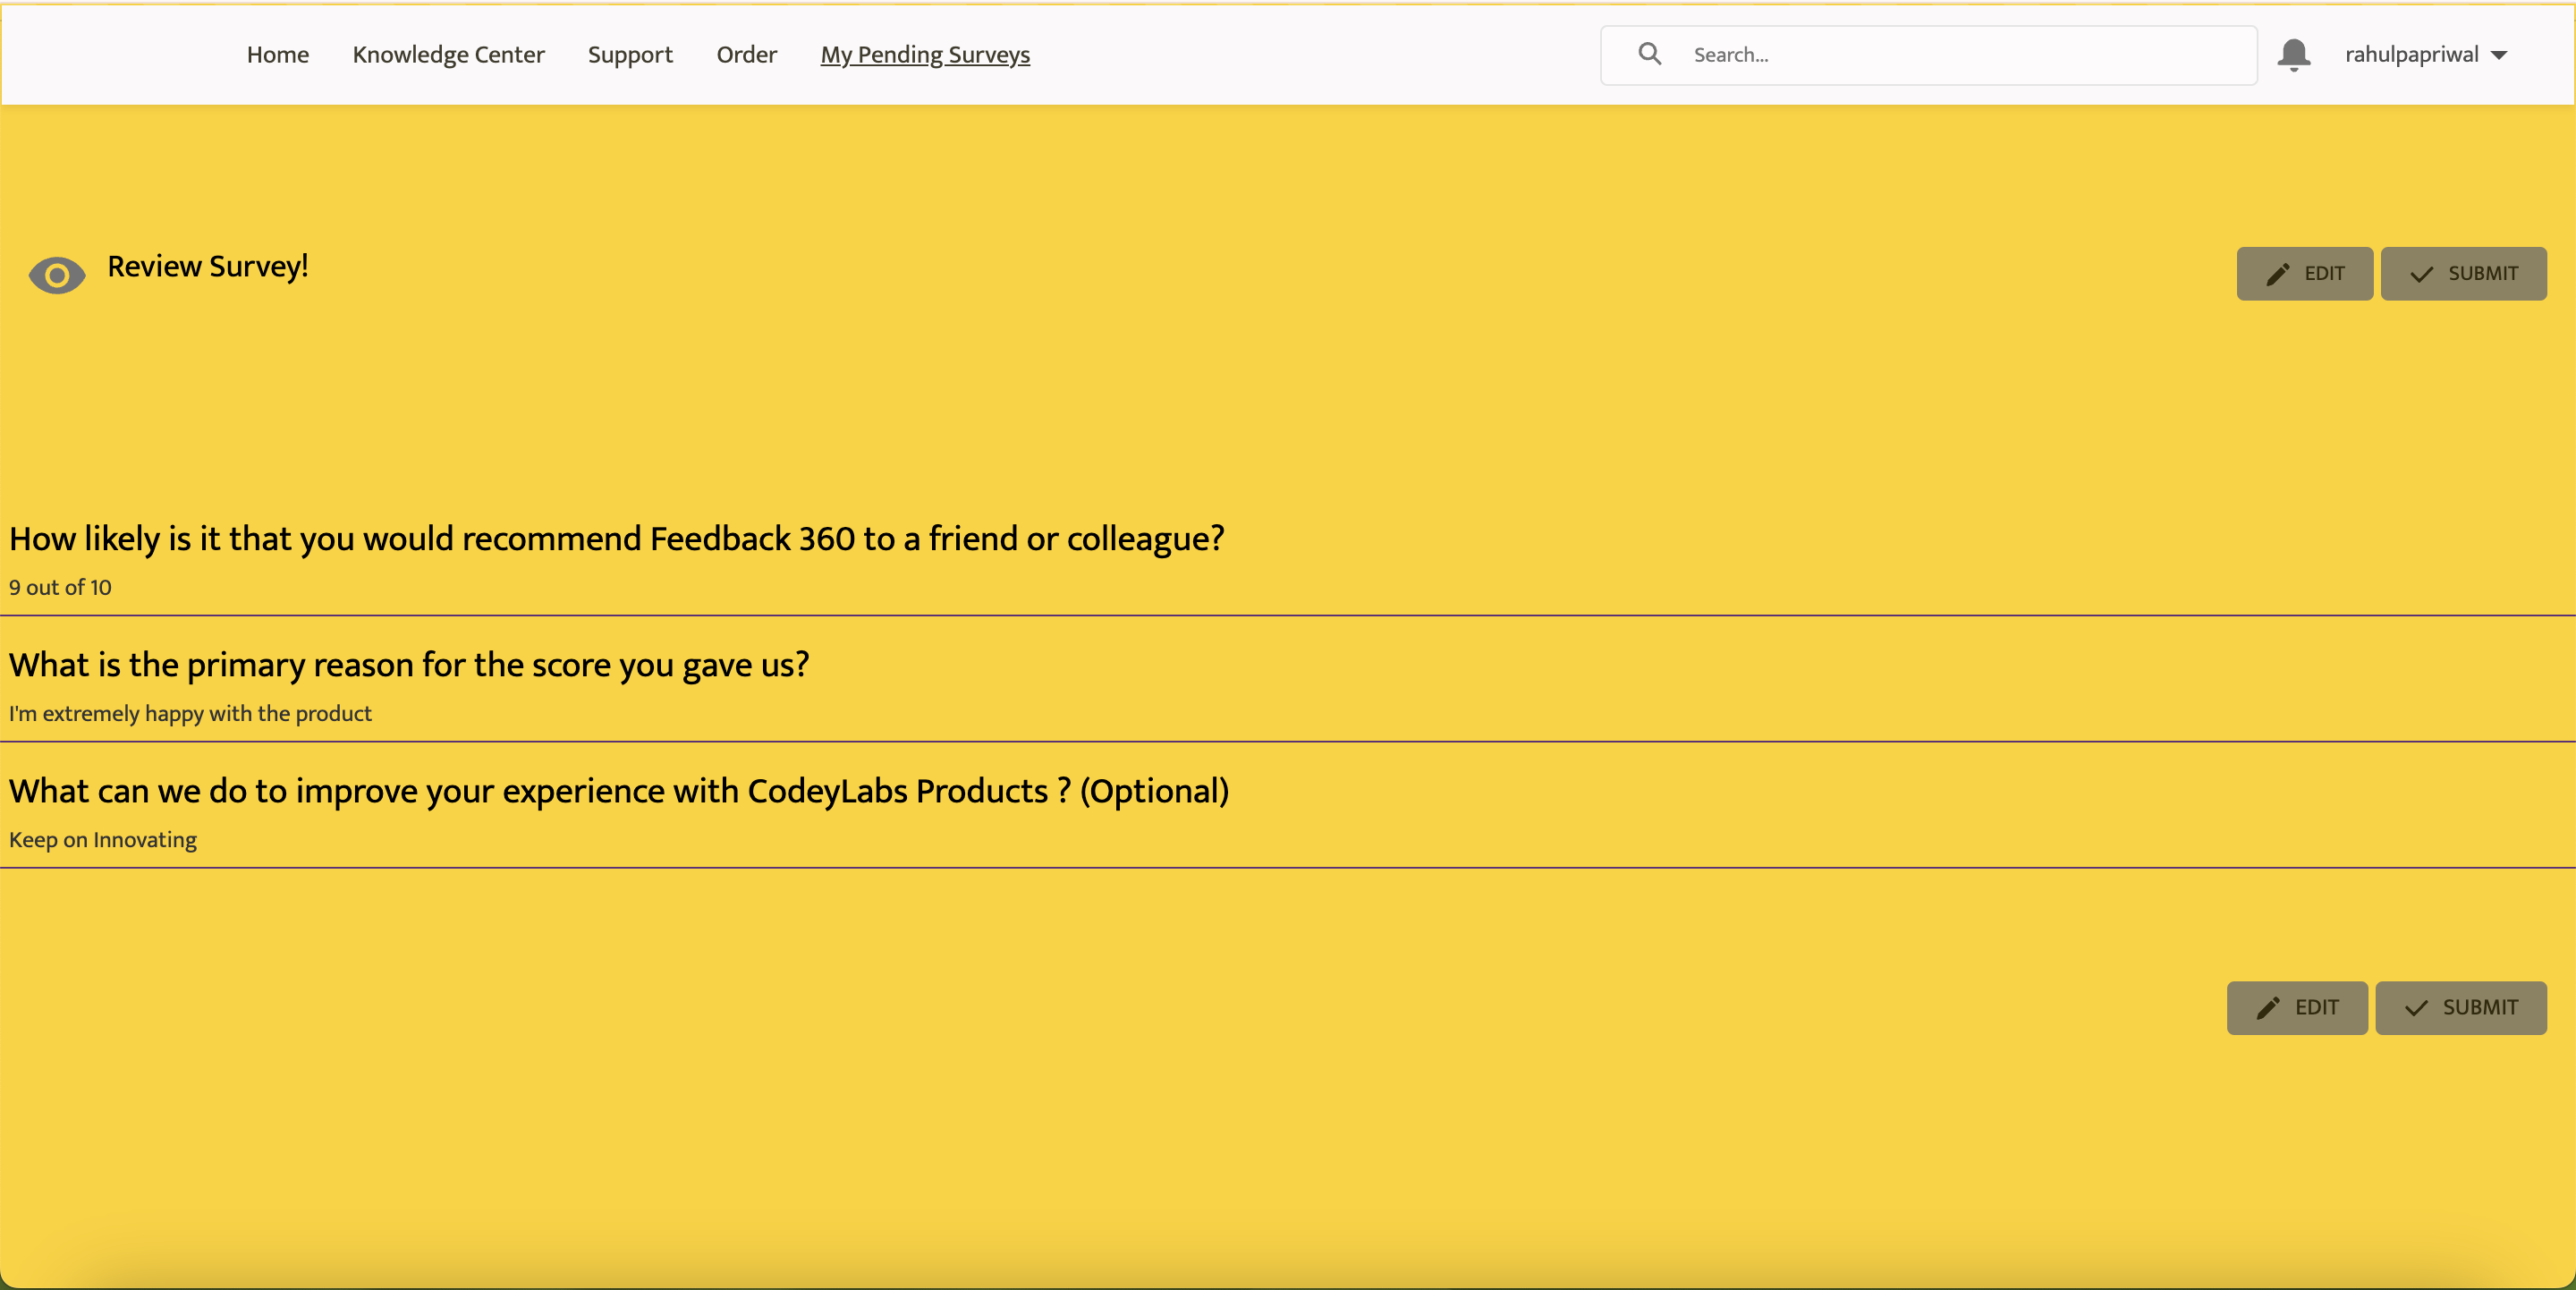 Home Knowledge Center Support Order My Pending Surveys Search... rahulpapriwal
Review Survey! EDIT SUBMIT
How likely is it that you would recommend Feedback 360 to a friend or colleague?
9 out of 10
What is the primary reason for the score you gave us?
I'm extremely happy with the product
What can we do to improve your experience with CodeyLabs Products ? (Optional)
Keep on Innovating
EDIT SUBMIT